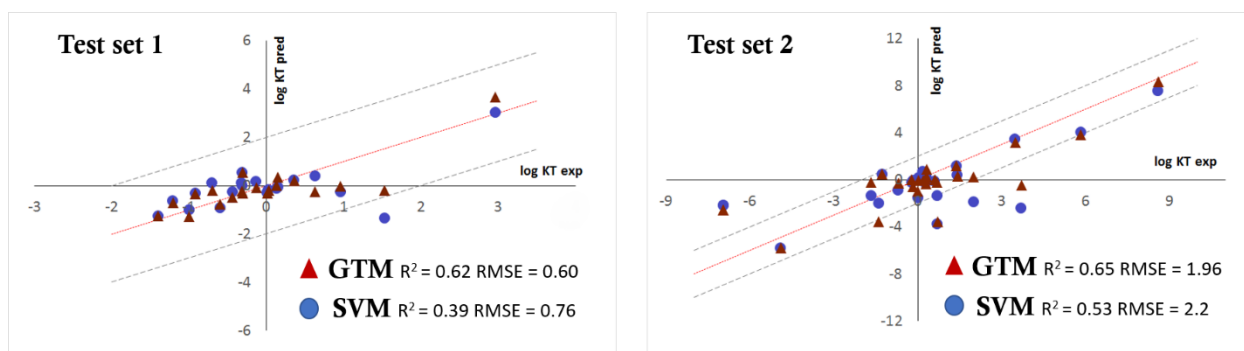 Test set 1
6
4
2
0
-2
-4
-6
-3
-2
-1
0
1
2
3
log KT pred
log KT exp
GTM R² = 0.62 RMSE = 0.60
SVM R² = 0.39 RMSE = 0.76
Test set 2
12
8
4
0
-4
-8
-12
-9
-6
-3
0
3
6
9
log KT pred
log KT exp
GTM R² = 0.65 RMSE = 1.96
SVM R² = 0.53 RMSE = 2.2